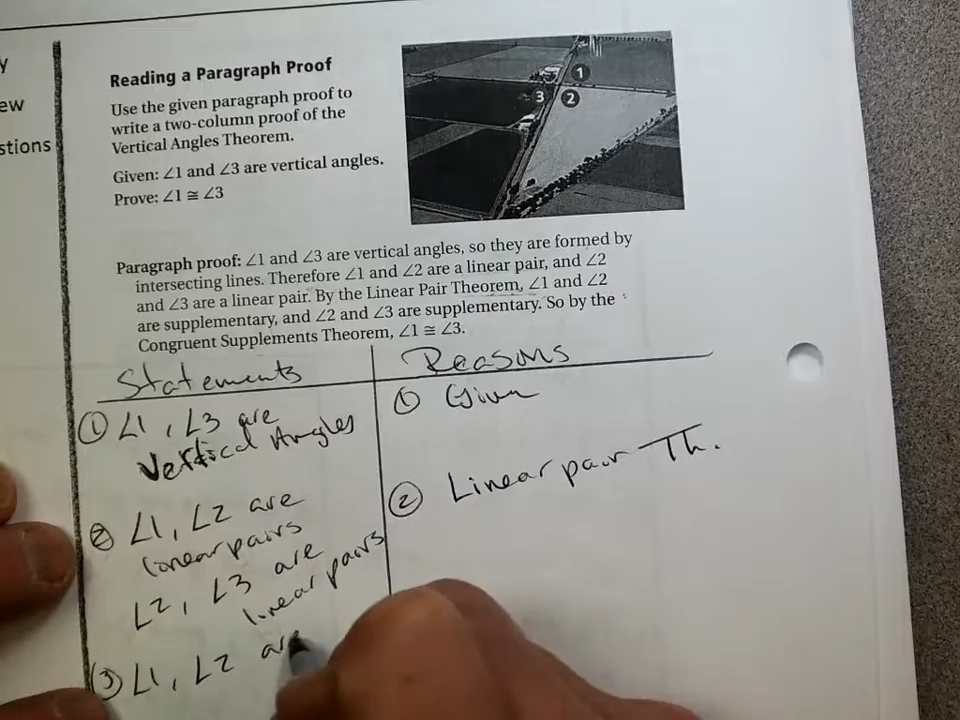 y
ew
stions
Reading a Paragraph Proof
Use the given paragraph proof to
write a two-column proof of the
Vertical Angles Theorem.
Given: ∠1 and ∠3 are vertical angles.
Prove: ∠1 ≅ ∠3
1
3 2
Paragraph proof: ∠1 and ∠3 are vertical angles, so they are formed by
intersecting lines. Therefore ∠1 and ∠2 are a linear pair, and ∠2
and ∠3 are a linear pair. By the Linear Pair Theorem, ∠1 and ∠2
are supplementary, and ∠2 and ∠3 are supplementary. So by the
Congruent Supplements Theorem, ∠1 ≅ ∠3.
Statements Reasons
① ∠1, ∠3 are
Vertical Angles
① Given
② ∠1, ∠2 are
linear pairs
∠2, ∠3 are
linear pairs
② Linear pair Th.
③ ∠1, ∠2 are